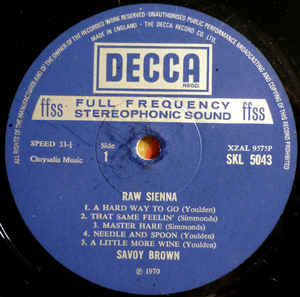 ALL RIGHTS OF THE MANUFACTURER AND OF THE OWNER OF THE RECORDED WORK RESERVED · UNAUTHORISED PUBLIC PERFORMANCE BROADCASTING AND COPYING OF THIS RECORD PROHIBITED
MADE IN ENGLAND · THE DECCA RECORD CO. LTD.
DECCA
REGD.
ffss FULL FREQUENCY ffss
STEREOPHONIC SOUND
SPEED 33⅓
Side
1
XZAL 9575P
Chrysalis Music
SKL 5043
RAW SIENNA
1. A HARD WAY TO GO (Youlden)
2. THAT SAME FEELIN' (Simmonds)
3. MASTER HARE (Simmonds)
4. NEEDLE AND SPOON (Youlden)
5. A LITTLE MORE WINE (Youlden)
SAVOY BROWN
℗ 1970